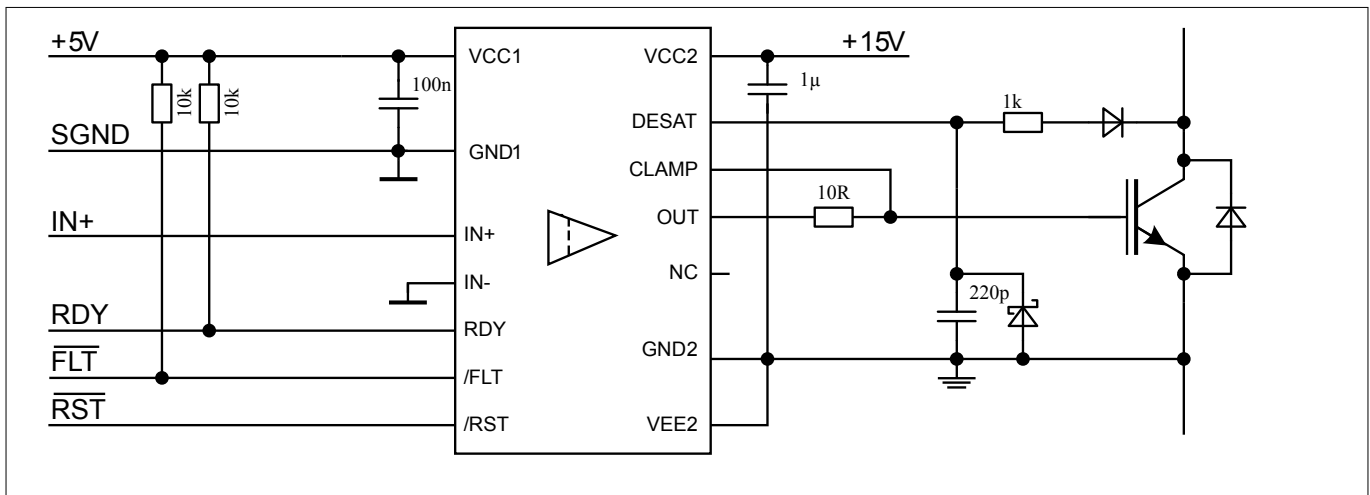 +5V
10k
10k
100n
SGND
IN+
RDY
FLT
RST
VCC1
GND1
IN+
IN-
RDY
/FLT
/RST
VCC2
DESAT
CLAMP
OUT
NC
GND2
VEE2
+15V
1µ
1k
10R
220p